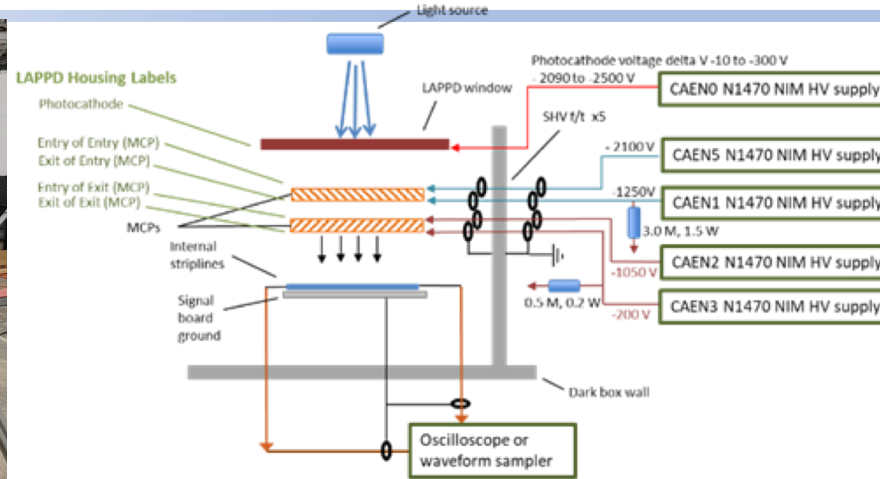 Light source
Photocathode voltage delta V -10 to -300 V
- 2090 to -2500 V
CAEN0 N1470 NIM HV supply
LAPPD Housing Labels
LAPPD window
Photocathode
SHV f/t x5
Entry of Entry (MCP)
Exit of Entry (MCP)
- 2100 V
CAEN5 N1470 NIM HV supply
Entry of Exit (MCP)
Exit of Exit (MCP)
-1250V
CAEN1 N1470 NIM HV supply
MCPs
3.0 M, 1.5 W
Internal
striplines
CAEN2 N1470 NIM HV supply
-1050 V
Signal
board
ground
0.5 M, 0.2 W
CAEN3 N1470 NIM HV supply
-200 V
Dark box wall
Oscilloscope or
waveform sampler